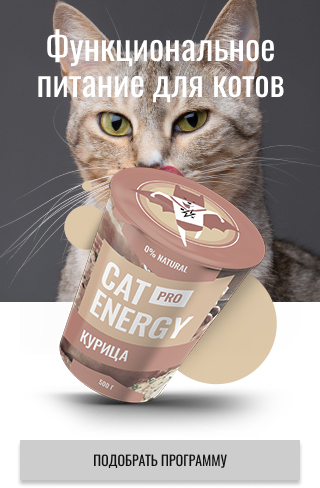 Функциональное
питание для котов
0% NATURAL
CAT PRO
ENERGY
КУРИЦА
500 Г
ПОДОБРАТЬ ПРОГРАММУ